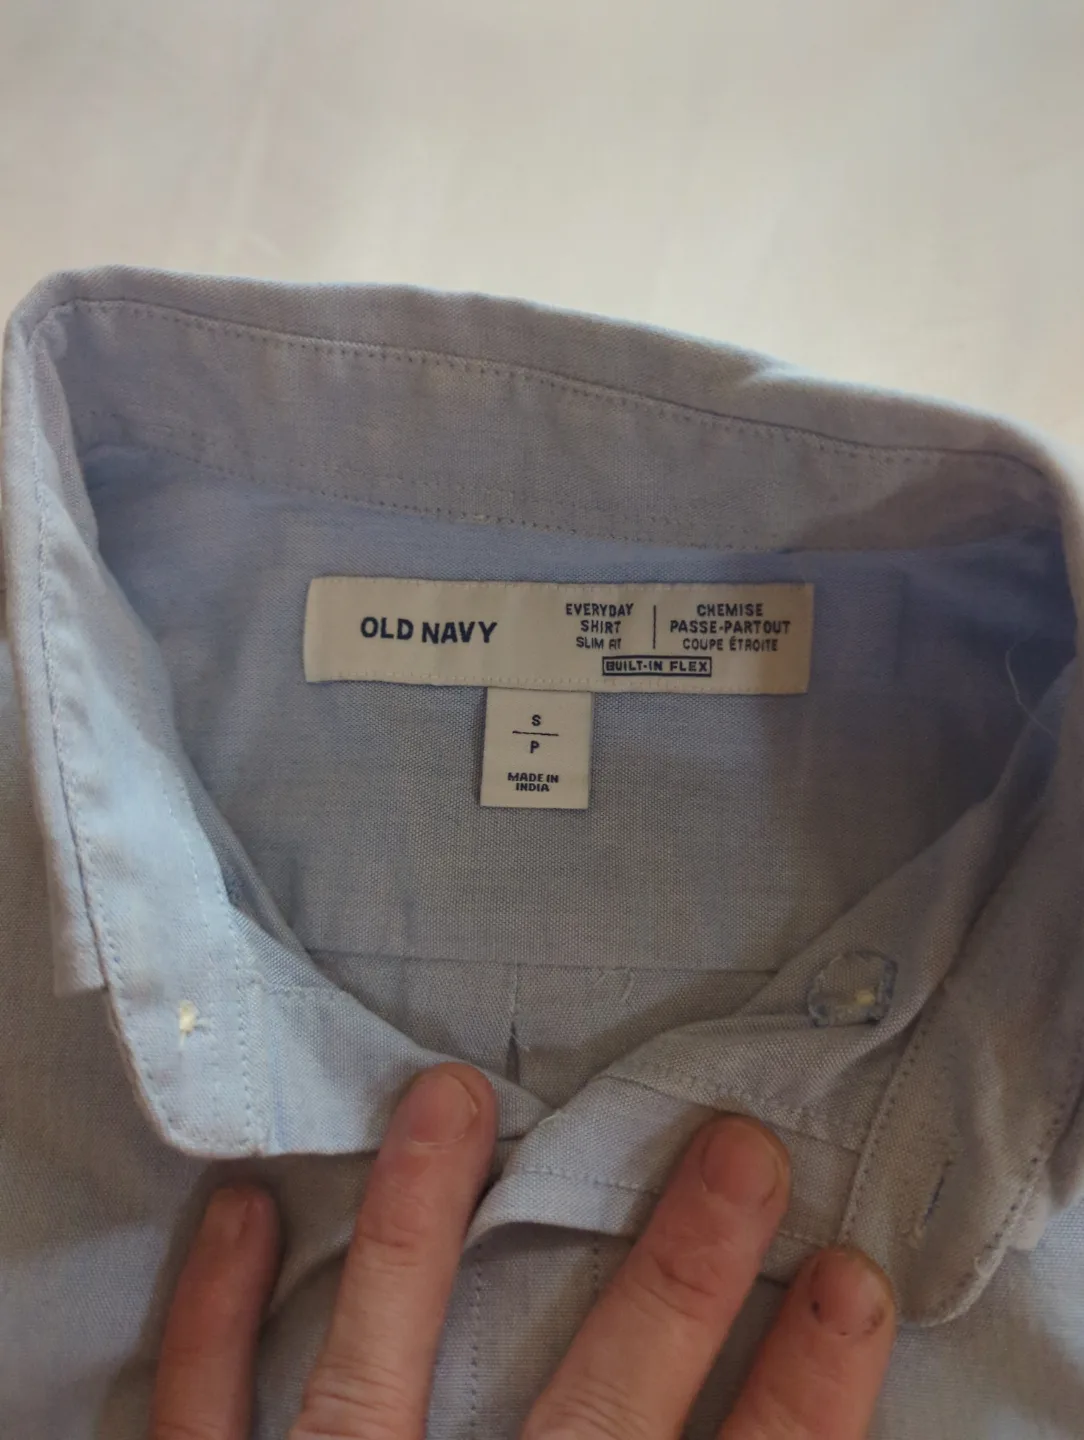 OLD NAVY
EVERYDAY
SHIRT
SLIM FIT
CHEMISE
PASSE-PARTOUT
COUPE ÉTROITE
BUILT-IN FLEX
S
P
MADE IN
INDIA